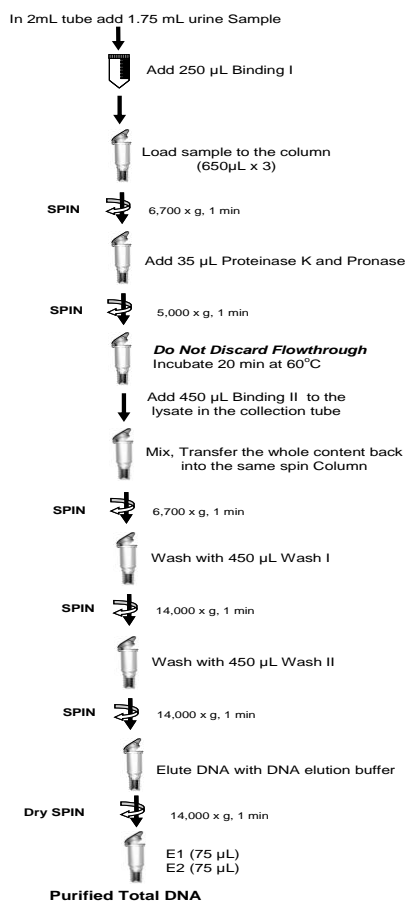 In 2mL tube add 1.75 mL urine Sample
Add 250 µL Binding I
Load sample to the column
(650µL x 3)
SPIN 6,700 x g, 1 min
Add 35 µL Proteinase K and Pronase
SPIN 5,000 x g, 1 min
Do Not Discard Flowthrough
Incubate 20 min at 60°C
Add 450 µL Binding II to the
lysate in the collection tube
Mix, Transfer the whole content back
into the same spin Column
SPIN 6,700 x g, 1 min
Wash with 450 µL Wash I
SPIN 14,000 x g, 1 min
Wash with 450 µL Wash II
SPIN 14,000 x g, 1 min
Elute DNA with DNA elution buffer
Dry SPIN 14,000 x g, 1 min
E1 (75 µL)
E2 (75 µL)
Purified Total DNA